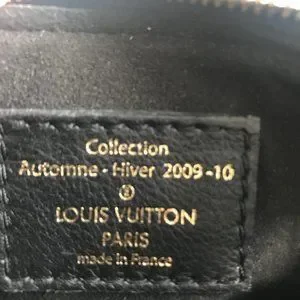 Collection
Automne - Hiver 2009-10
®
LOUIS VUITTON
PARIS
made in France